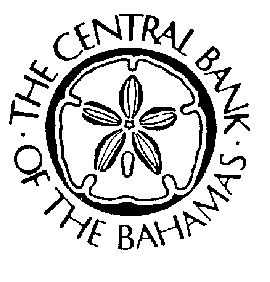 · THE CENTRAL BANK ·
OF THE BAHAMAS